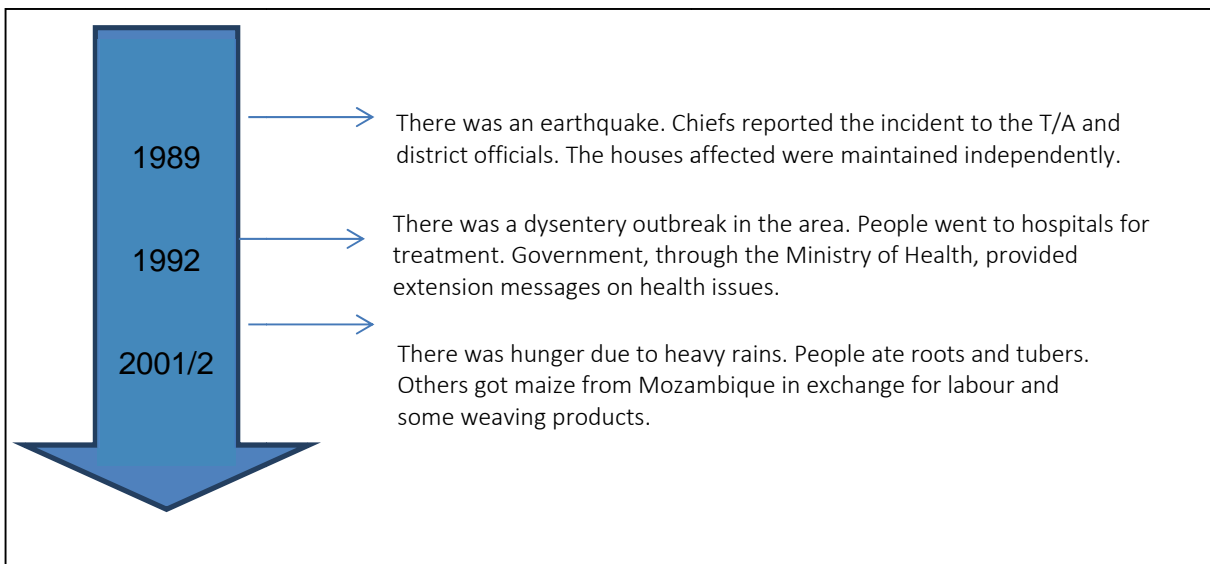 1989
There was an earthquake. Chiefs reported the incident to the T/A and
district officials. The houses affected were maintained independently.
1992
There was a dysentery outbreak in the area. People went to hospitals for
treatment. Government, through the Ministry of Health, provided
extension messages on health issues.
2001/2
There was hunger due to heavy rains. People ate roots and tubers.
Others got maize from Mozambique in exchange for labour and
some weaving products.